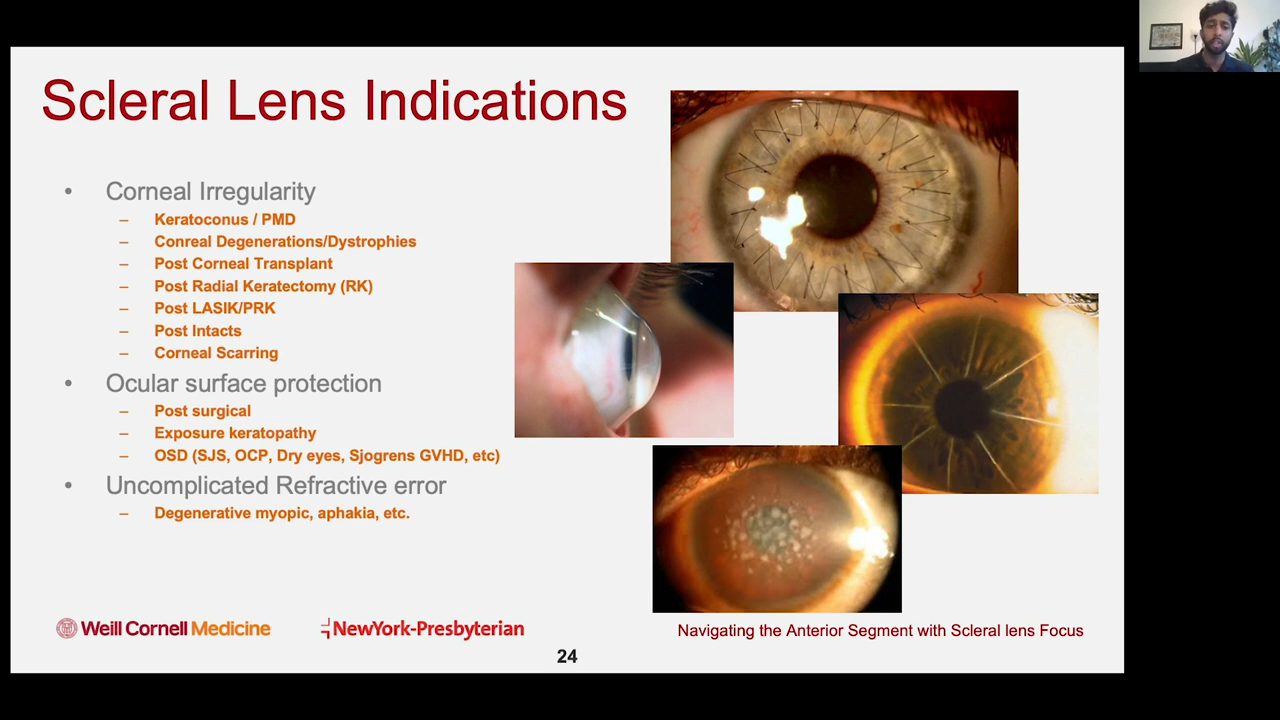 Scleral Lens Indications
• Corneal Irregularity
– Keratoconus / PMD
– Conreal Degenerations/Dystrophies
– Post Corneal Transplant
– Post Radial Keratectomy (RK)
– Post LASIK/PRK
– Post Intacts
– Corneal Scarring
• Ocular surface protection
– Post surgical
– Exposure keratopathy
– OSD (SJS, OCP, Dry eyes, Sjogrens GVHD, etc)
• Uncomplicated Refractive error
– Degenerative myopic, aphakia, etc.
Weill Cornell Medicine
NewYork-Presbyterian
Navigating the Anterior Segment with Scleral lens Focus
24